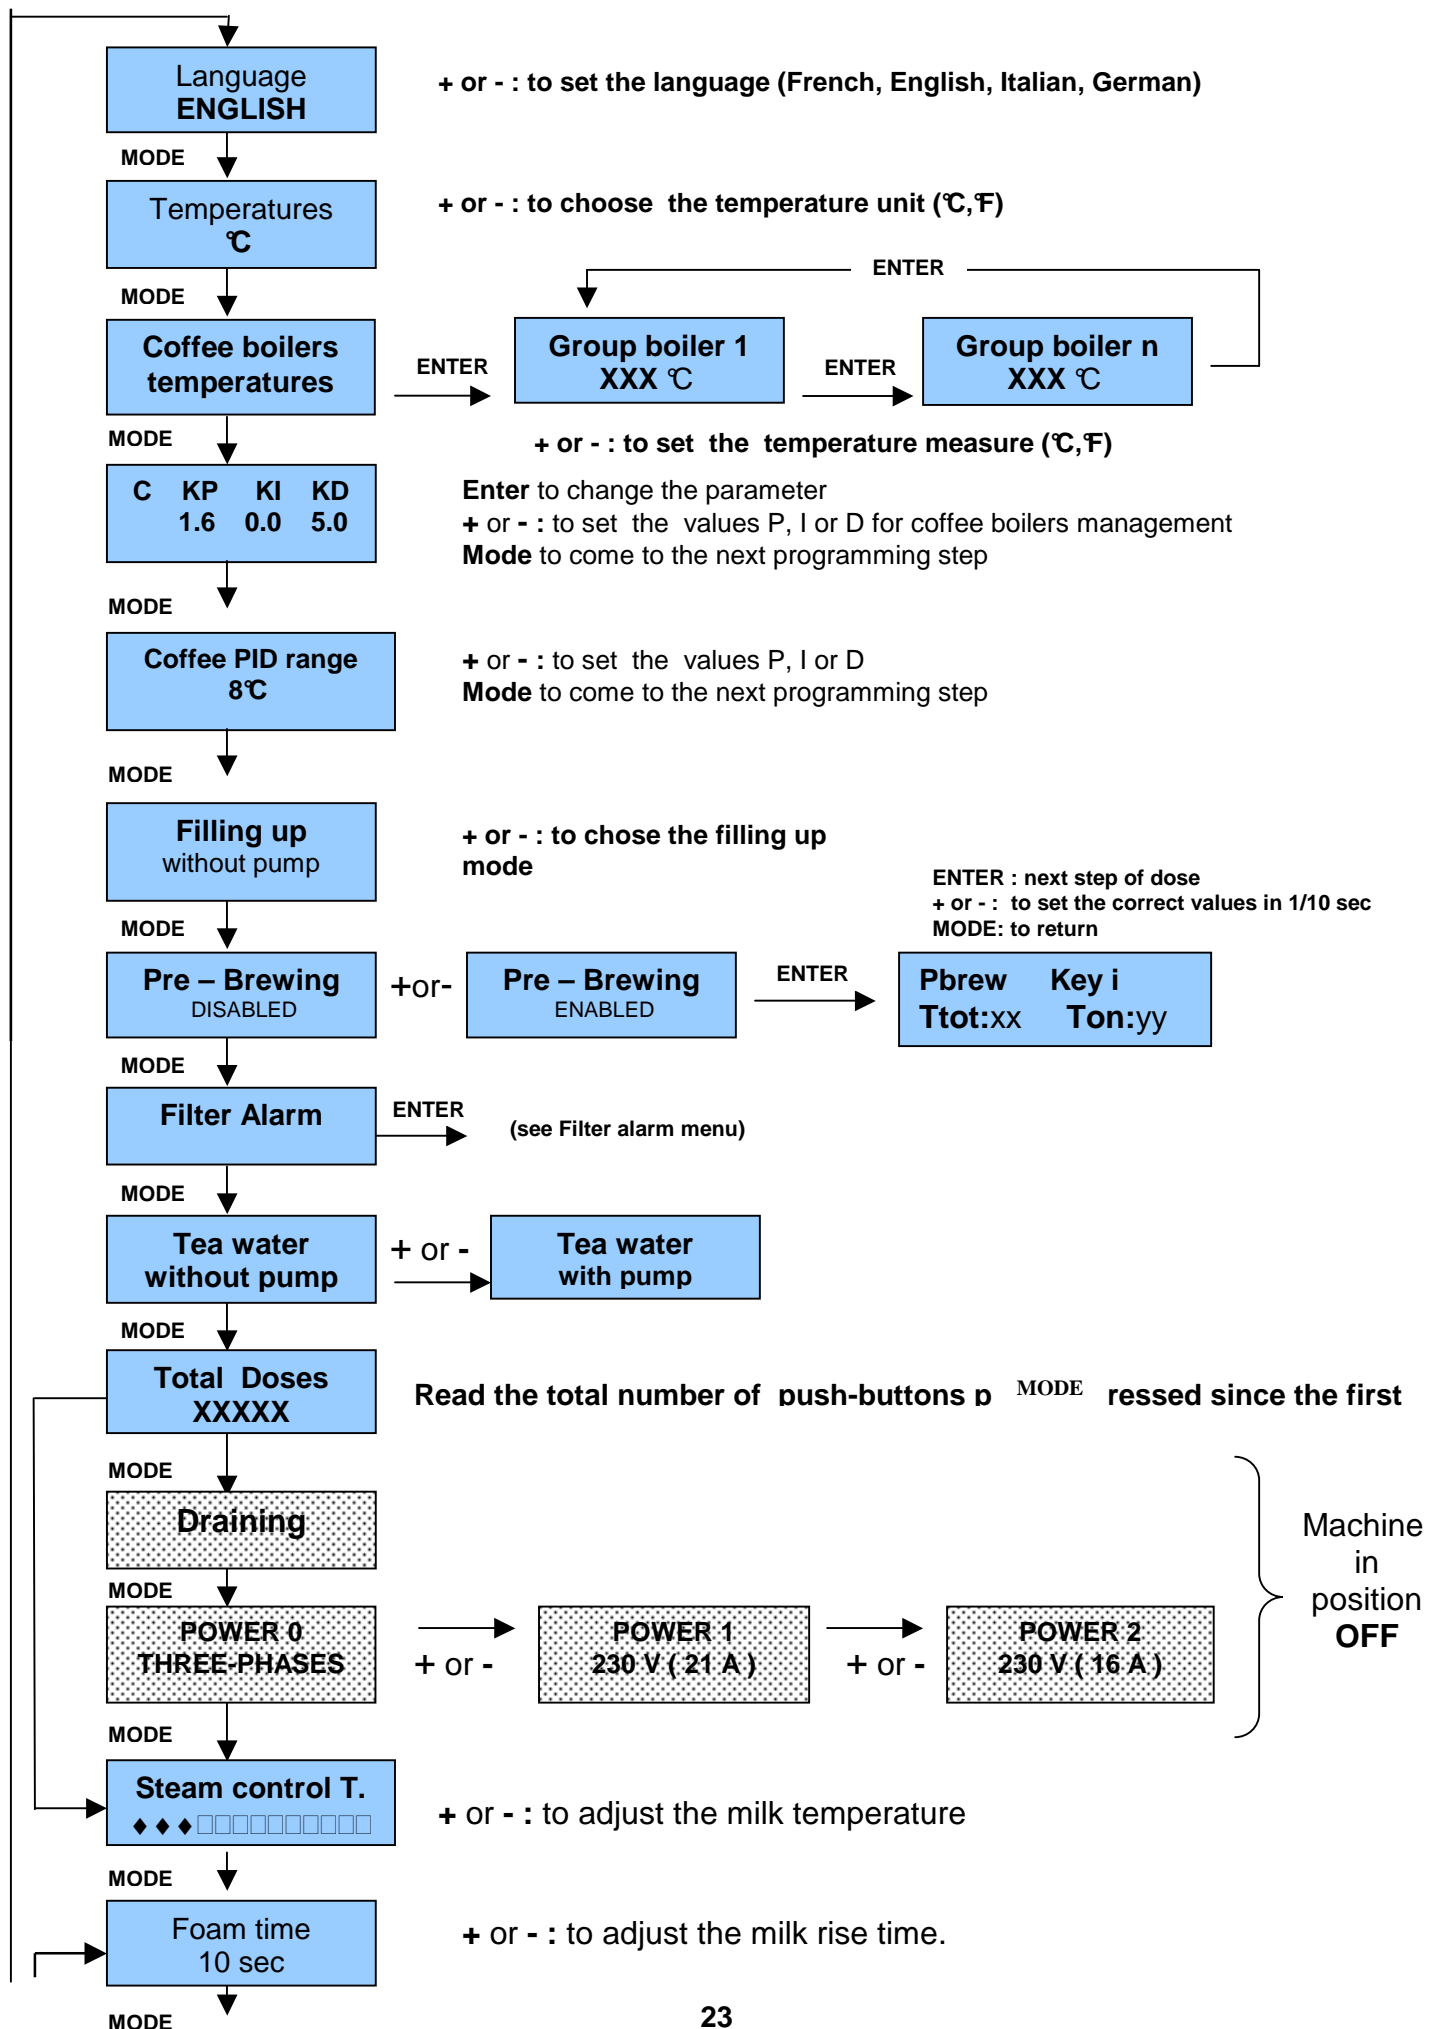 Language
ENGLISH
+ or - : to set the language (French, English, Italian, German)
MODE
Temperatures
°C
+ or - : to choose the temperature unit (°C,°F)
MODE
ENTER
Coffee boilers
temperatures
ENTER
Group boiler 1
XXX °C
ENTER
Group boiler n
XXX °C
+ or - : to set the temperature measure (°C,°F)
MODE
C KP KI KD
1.6 0.0 5.0
Enter to change the parameter
+ or - : to set the values P, I or D for coffee boilers management
Mode to come to the next programming step
MODE
Coffee PID range
8°C
+ or - : to set the values P, I or D
Mode to come to the next programming step
MODE
Filling up
without pump
+ or - : to chose the filling up
mode
ENTER : next step of dose
+ or - : to set the correct values in 1/10 sec
MODE: to return
MODE
Pre – Brewing
DISABLED
+or-
Pre – Brewing
ENABLED
ENTER
Pbrew Key i
Ttot:xx Ton:yy
MODE
Filter Alarm
ENTER
(see Filter alarm menu)
MODE
Tea water
without pump
+ or -
Tea water
with pump
MODE
Total Doses
XXXXX
Read the total number of push-buttons p MODE ressed since the first
MODE
Draining
MODE
POWER 0
THREE-PHASES
+ or -
POWER 1
230 V ( 21 A )
+ or -
POWER 2
230 V ( 16 A )
Machine
in
position
OFF
MODE
Steam control T.
+ or - : to adjust the milk temperature
MODE
Foam time
10 sec
+ or - : to adjust the milk rise time.
MODE
23